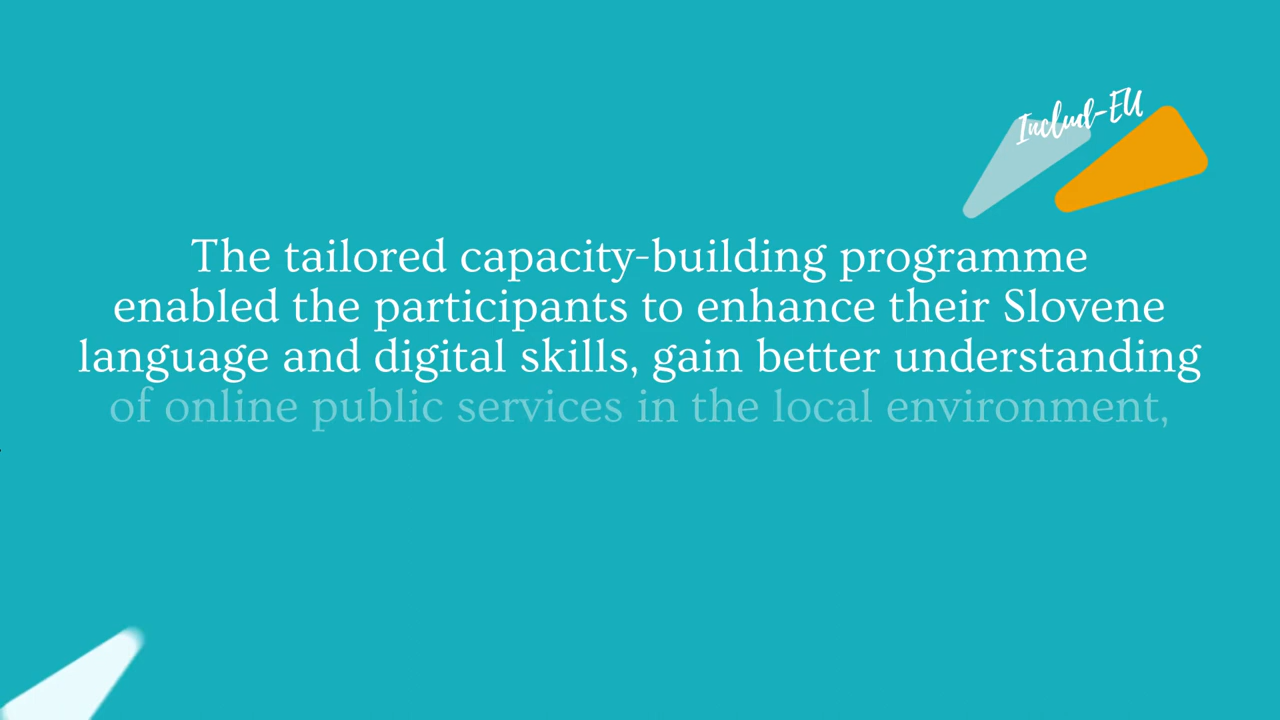 Includ-EU
The tailored capacity-building programme
enabled the participants to enhance their Slovene
language and digital skills, gain better understanding
of online public services in the local environment,